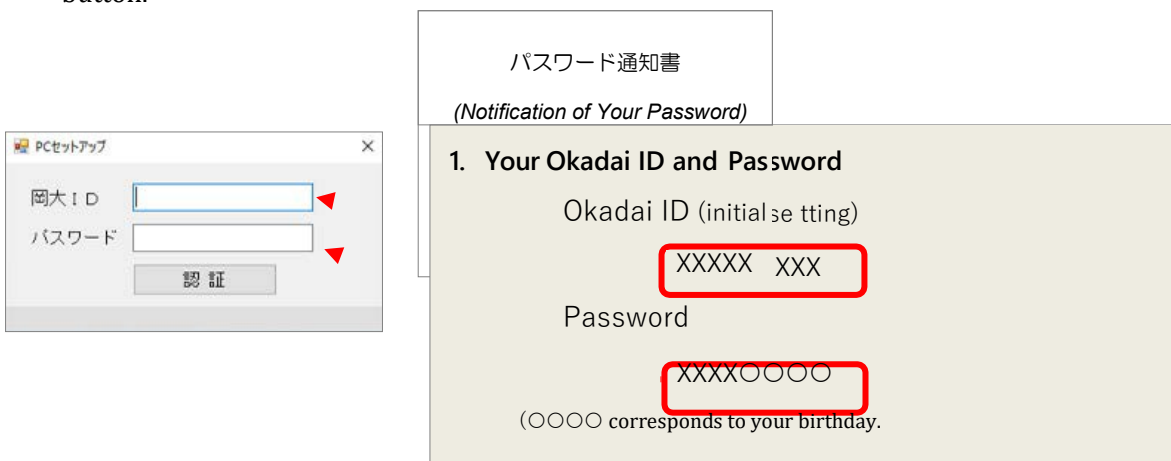 button.
パスワード通知書
(Notification of Your Password)
PCセットアップ
岡大ＩＤ
パスワード
認 証
1. Your Okadai ID and Password
Okadai ID (initial se tting)
XXXXX XXX
Password
XXXX○○○○
(○○○○ corresponds to your birthday.